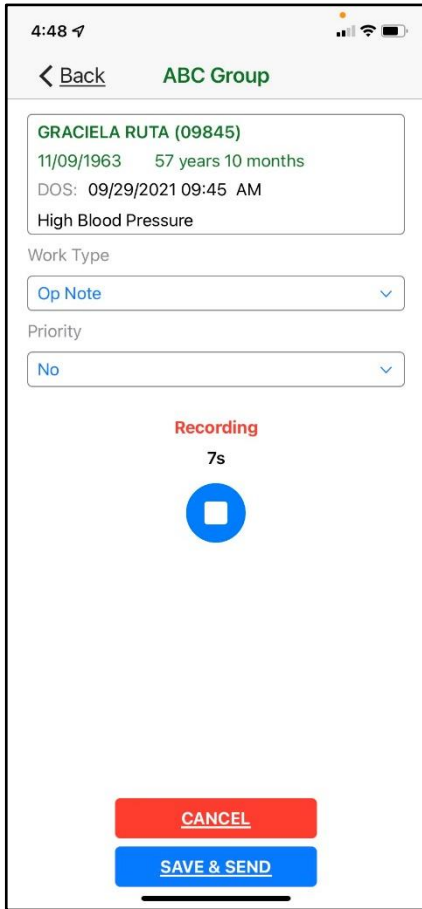 4:48
Back ABC Group
GRACIELA RUTA (09845)
11/09/1963 57 years 10 months
DOS: 09/29/2021 09:45 AM
High Blood Pressure
Work Type
Op Note
Priority
No
Recording
7s
CANCEL
SAVE & SEND